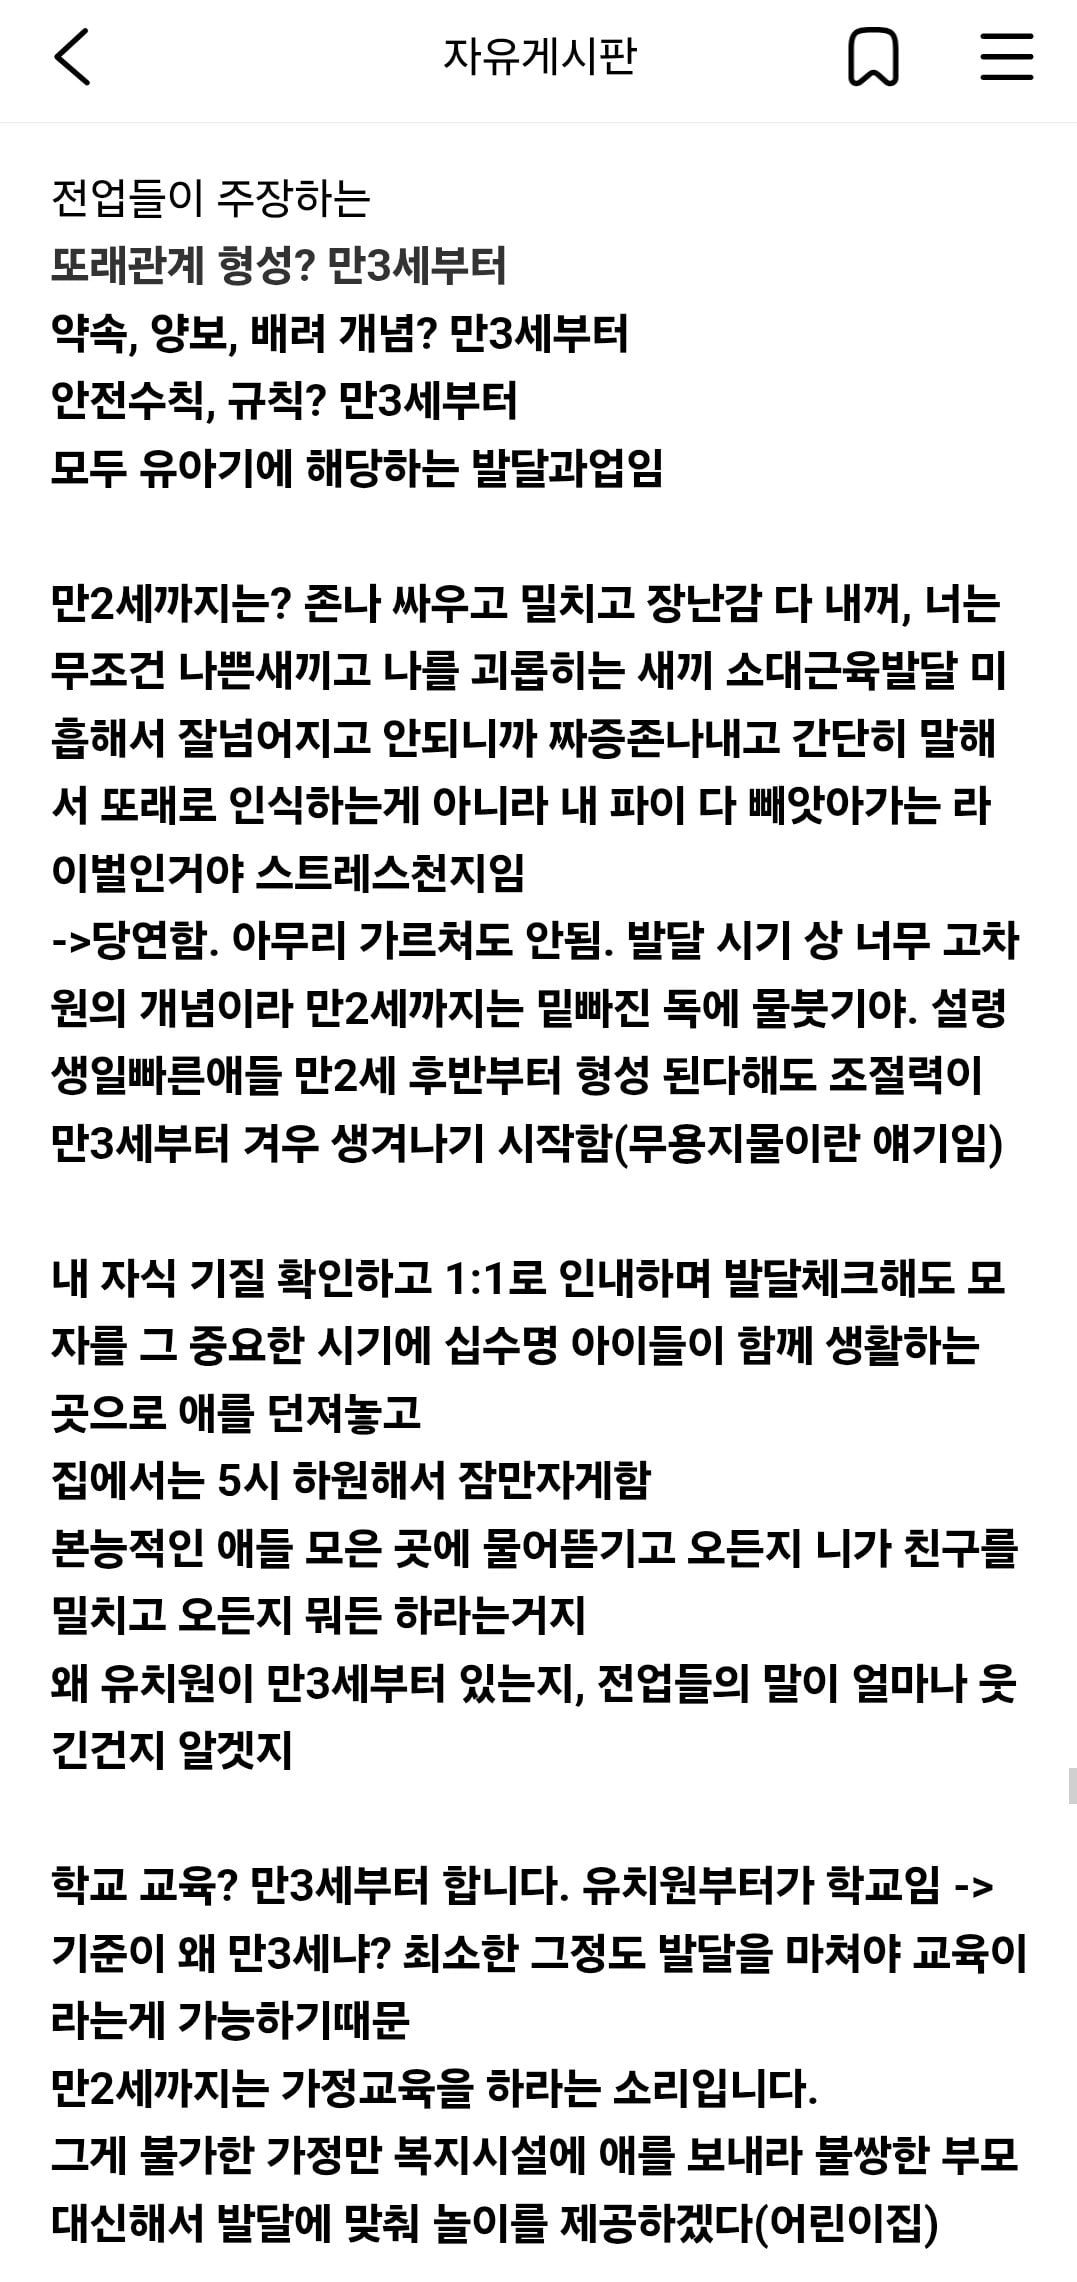 자유게시판
전업들이 주장하는
또래관계 형성? 만3세부터
약속, 양보, 배려 개념? 만3세부터
안전수칙, 규칙? 만3세부터
모두 유아기에 해당하는 발달과업임
만2세까지는? 존나 싸우고 밀치고 장난감 다 내꺼, 너는
무조건 나쁜새끼고 나를 괴롭히는 새끼 소대근육발달 미
흡해서 잘넘어지고 안되니까 짜증존나내고 간단히 말해
서 또래로 인식하는게 아니라 내 파이 다 빼앗아가는 라
이벌인거야 스트레스천지임
->당연함. 아무리 가르쳐도 안됨. 발달 시기 상 너무 고차
원의 개념이라 만2세까지는 밑빠진 독에 물붓기야. 설령
생일빠른애들 만2세 후반부터 형성 된다해도 조절력이
만3세부터 겨우 생겨나기 시작함(무용지물이란 얘기임)
내 자식 기질 확인하고 1:1로 인내하며 발달체크해도 모
자를 그 중요한 시기에 십수명 아이들이 함께 생활하는
곳으로 애를 던져놓고
집에서는 5시 하원해서 잠만자게함
본능적인 애들 모은 곳에 물어뜯기고 오든지 니가 친구를
밀치고 오든지 뭐든 하라는거지
왜 유치원이 만3세부터 있는지, 전업들의 말이 얼마나 웃
긴건지 알겟지
학교 교육? 만3세부터 합니다. 유치원부터가 학교임 ->
기준이 왜 만3세냐? 최소한 그정도 발달을 마쳐야 교육이
라는게 가능하기때문
만2세까지는 가정교육을 하라는 소리입니다.
그게 불가한 가정만 복지시설에 애를 보내라 불쌍한 부모
대신해서 발달에 맞춰 놀이를 제공하겠다(어린이집)